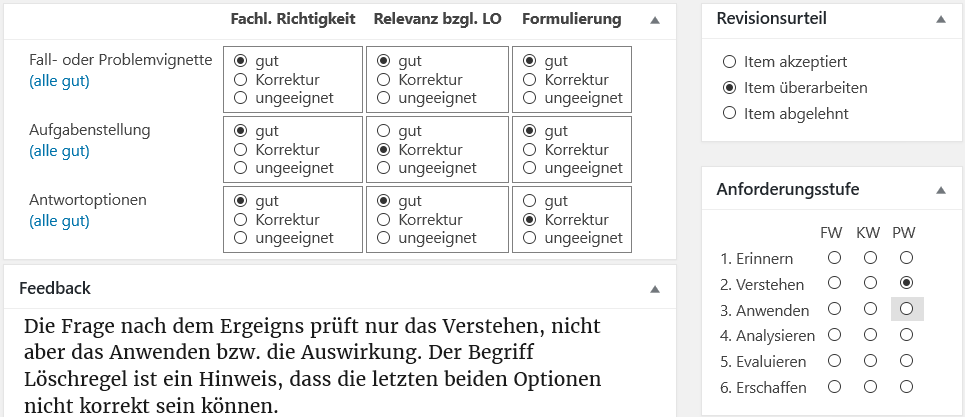 Fachl. Richtigkeit Relevanz bzgl. LO Formulierung
Fall- oder Problemvignette
(alle gut)
gut gut gut
Korrektur Korrektur Korrektur
ungeeignet ungeeignet ungeeignet
Aufgabenstellung
(alle gut)
gut gut gut
Korrektur Korrektur Korrektur
ungeeignet ungeeignet ungeeignet
Antwortoptionen
(alle gut)
gut gut gut
Korrektur Korrektur Korrektur
ungeeignet ungeeignet ungeeignet
Feedback
Die Frage nach dem Ergeigns prüft nur das Verstehen, nicht
aber das Anwenden bzw. die Auswirkung. Der Begriff
Löschregel ist ein Hinweis, dass die letzten beiden Optionen
nicht korrekt sein können.
Revisionsurteil
Item akzeptiert
Item überarbeiten
Item abgelehnt
Anforderungsstufe
FW KW PW
1. Erinnern
2. Verstehen
3. Anwenden
4. Analysieren
5. Evaluieren
6. Erschaffen